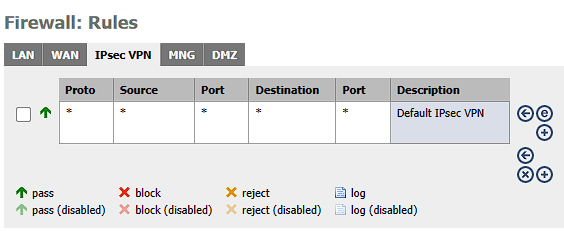 Firewall: Rules
LAN WAN IPsec VPN MNG DMZ
Proto Source Port Destination Port Description
* * * * * Default IPsec VPN
e
pass block reject log
pass (disabled) block (disabled) reject (disabled) log (disabled)